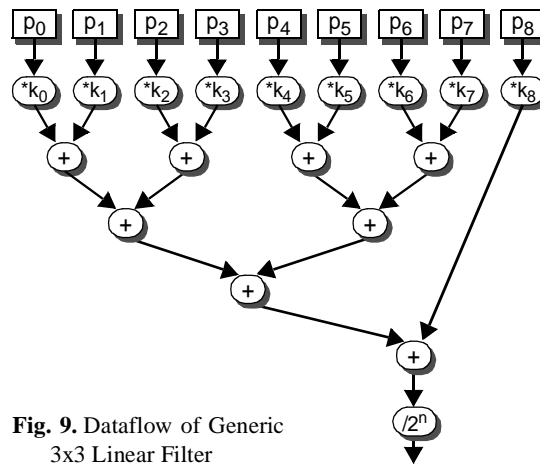 p₀ p₁ p₂ p₃ p₄ p₅ p₆ p₇ p₈
*k₀ *k₁ *k₂ *k₃ *k₄ *k₅ *k₆ *k₇ *k₈
+ + + +
+ +
+
+
/2ⁿ
Fig. 9. Dataflow of Generic
3x3 Linear Filter